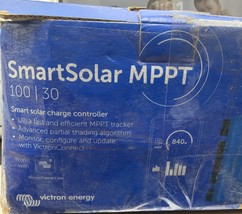 SmartSolar MPPT
100 | 30
Smart solar charge controller
• Ultra fast and efficient MPPT tracker
• Advanced partial shading algorithm
• Monitor, configure and update
with VictronConnect
840
victron energy